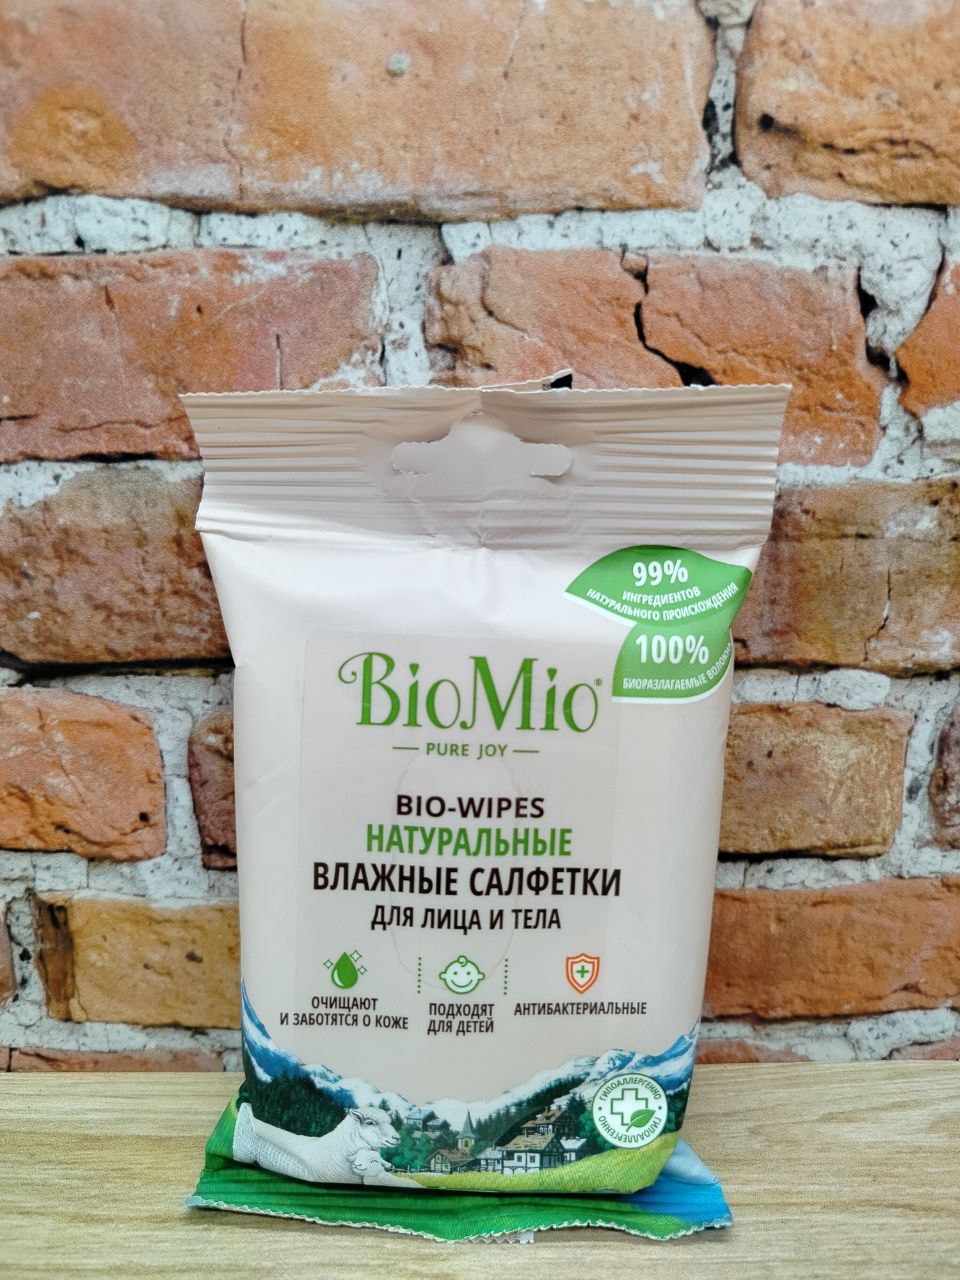 99%
ИНГРЕДИЕНТОВ
НАТУРАЛЬНОГО ПРОИСХОЖДЕНИЯ
100%
БИОРАЗЛАГАЕМЫЕ ВОЛОКНА
BioMio®
PURE JOY
BIO-WIPES
НАТУРАЛЬНЫЕ
ВЛАЖНЫЕ САЛФЕТКИ
ДЛЯ ЛИЦА И ТЕЛА
ОЧИЩАЮТ
И ЗАБОТЯТСЯ О КОЖЕ
ПОДХОДЯТ
ДЛЯ ДЕТЕЙ
АНТИБАКТЕРИАЛЬНЫЕ
ГИПОАЛЛЕРГЕННО
ГИПОАЛЛЕРГЕННО